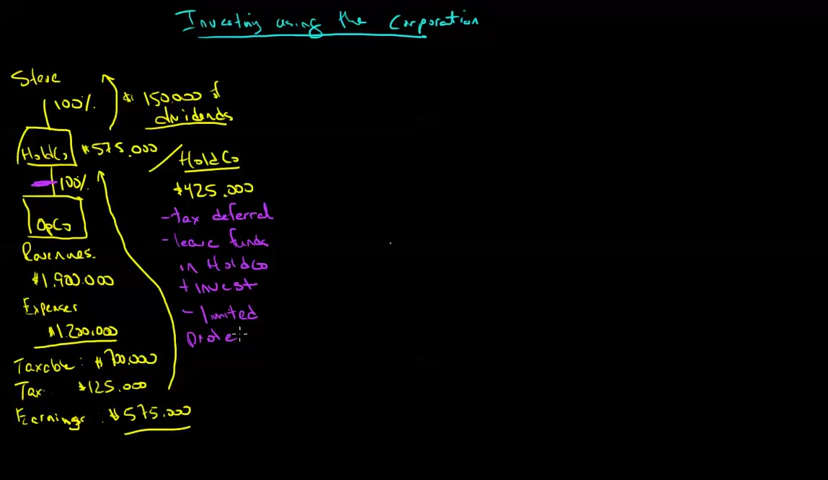 Investing using the Corporation
Steve
100%
$150.000 of
dividends
HoldCo
$575.000
HoldCo
$425.000
100%
OpCo
-tax deferral
-leave funds
in HoldCo
+ invest
- limited
Prote
Revenues.
$1,900.000
Expenses
$1.200.000
Taxable: $700.000
Tax: $125.000
Earnings: $575.000